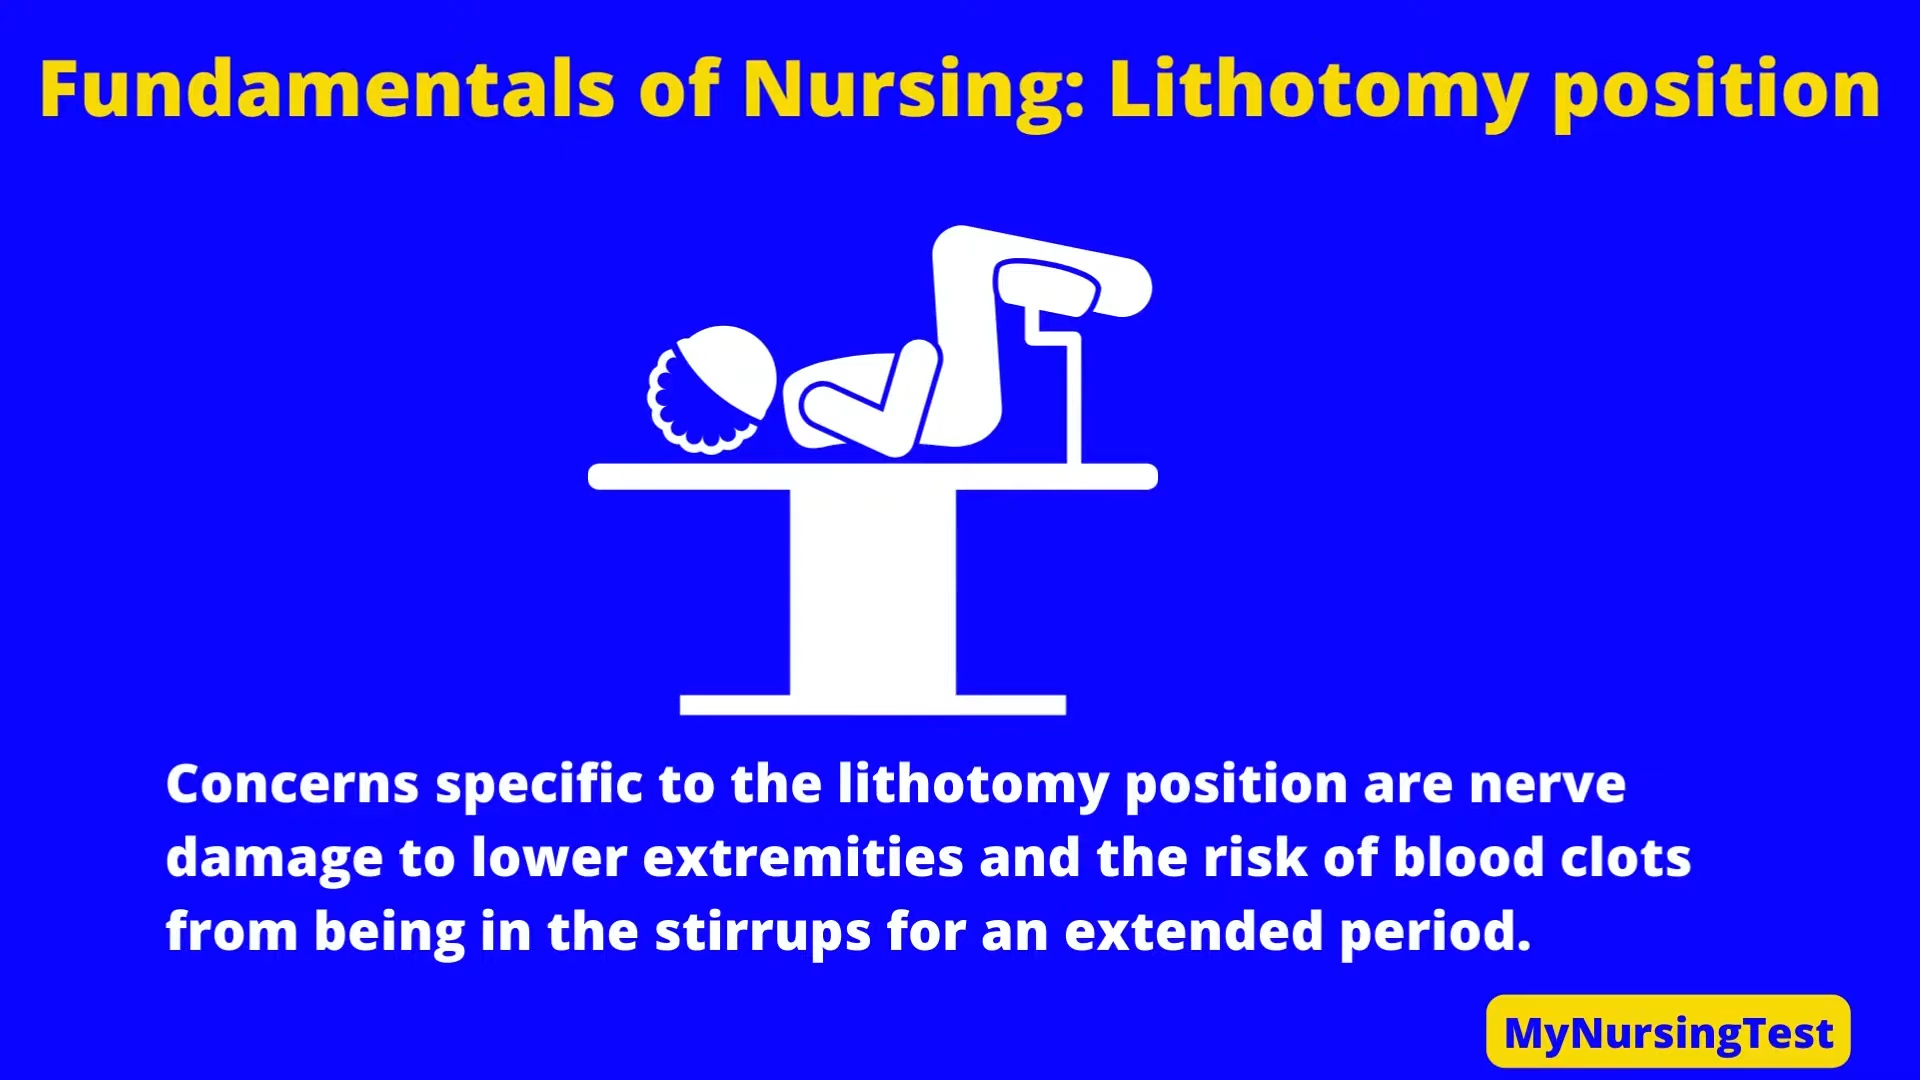 Fundamentals of Nursing: Lithotomy position
Concerns specific to the lithotomy position are nerve
damage to lower extremities and the risk of blood clots
from being in the stirrups for an extended period.
MyNursingTest